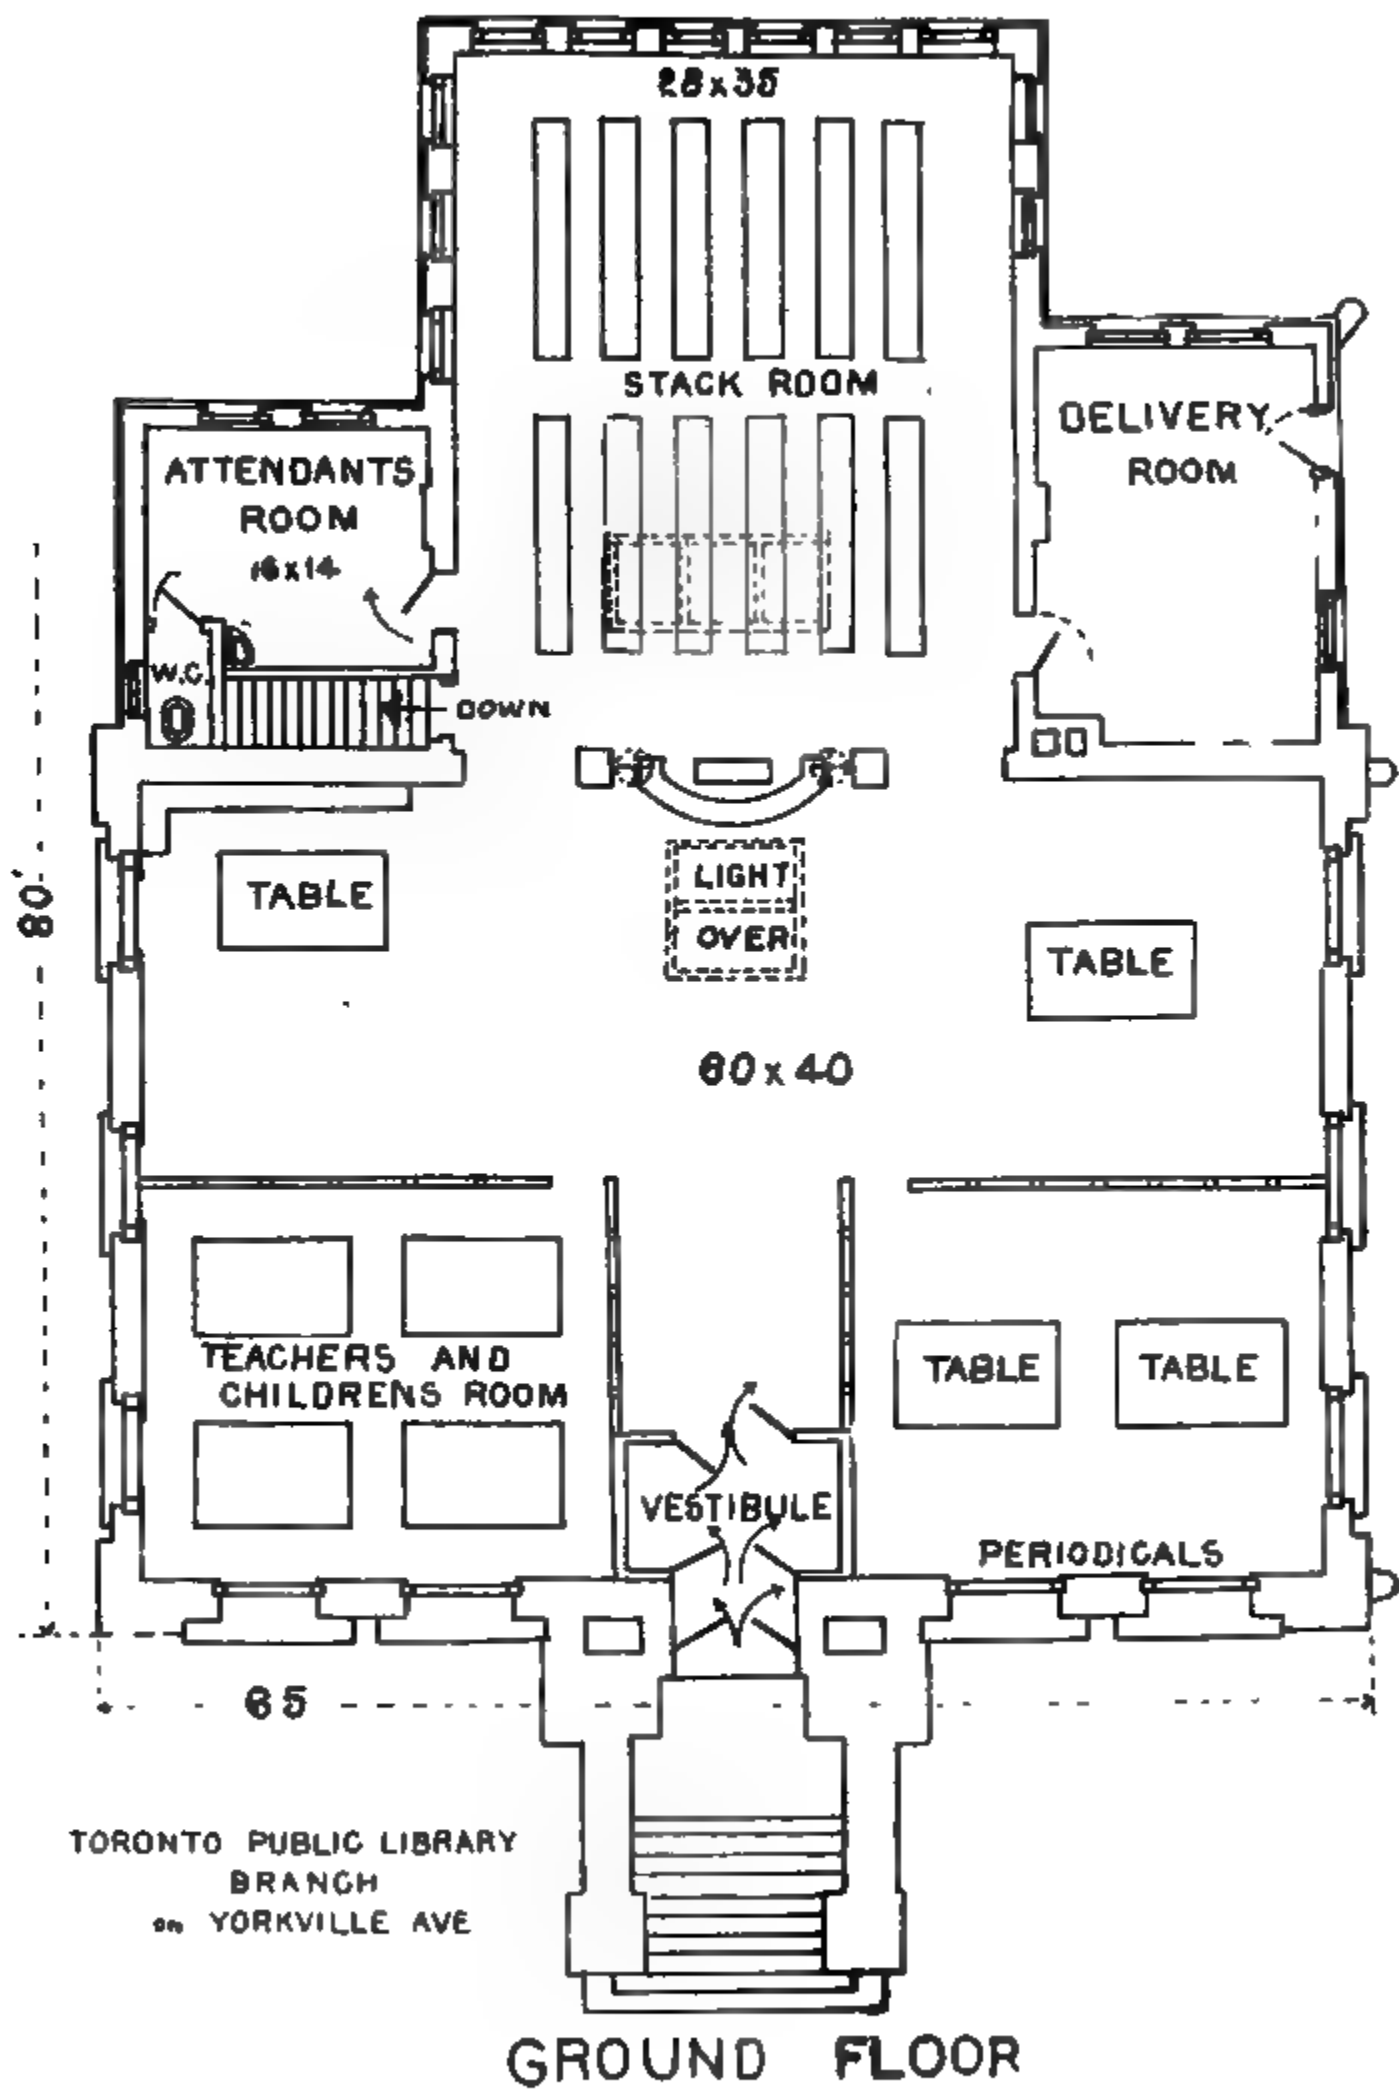 28x35
STACK ROOM
DELIVERY
ROOM
ATTENDANTS
ROOM
16x14
W.C.
DOWN
80'
TABLE
LIGHT
OVER
TABLE
60x40
TEACHERS AND
CHILDRENS ROOM
TABLE
TABLE
VESTIBULE
PERIODICALS
65
TORONTO PUBLIC LIBRARY
BRANCH
on YORKVILLE AVE
GROUND FLOOR